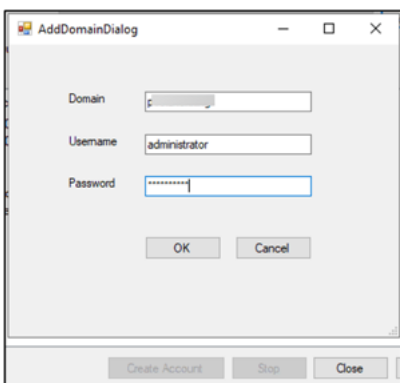 AddDomainDialog
Domain
Username administrator
Password **********
OK Cancel
Create Account Stop Close